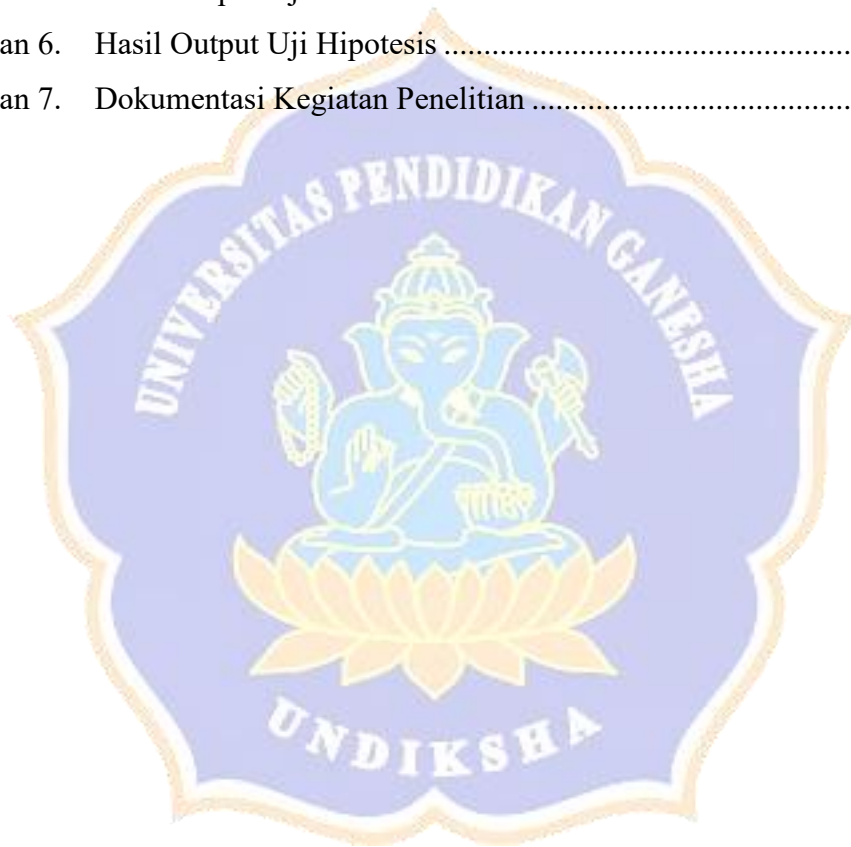 an 6. Hasil Output Uji Hipotesis ........................................
an 7. Dokumentasi Kegiatan Penelitian ...............................
UNIVERSITAS PENDIDIKAN GANESHA
UNDIKSHA